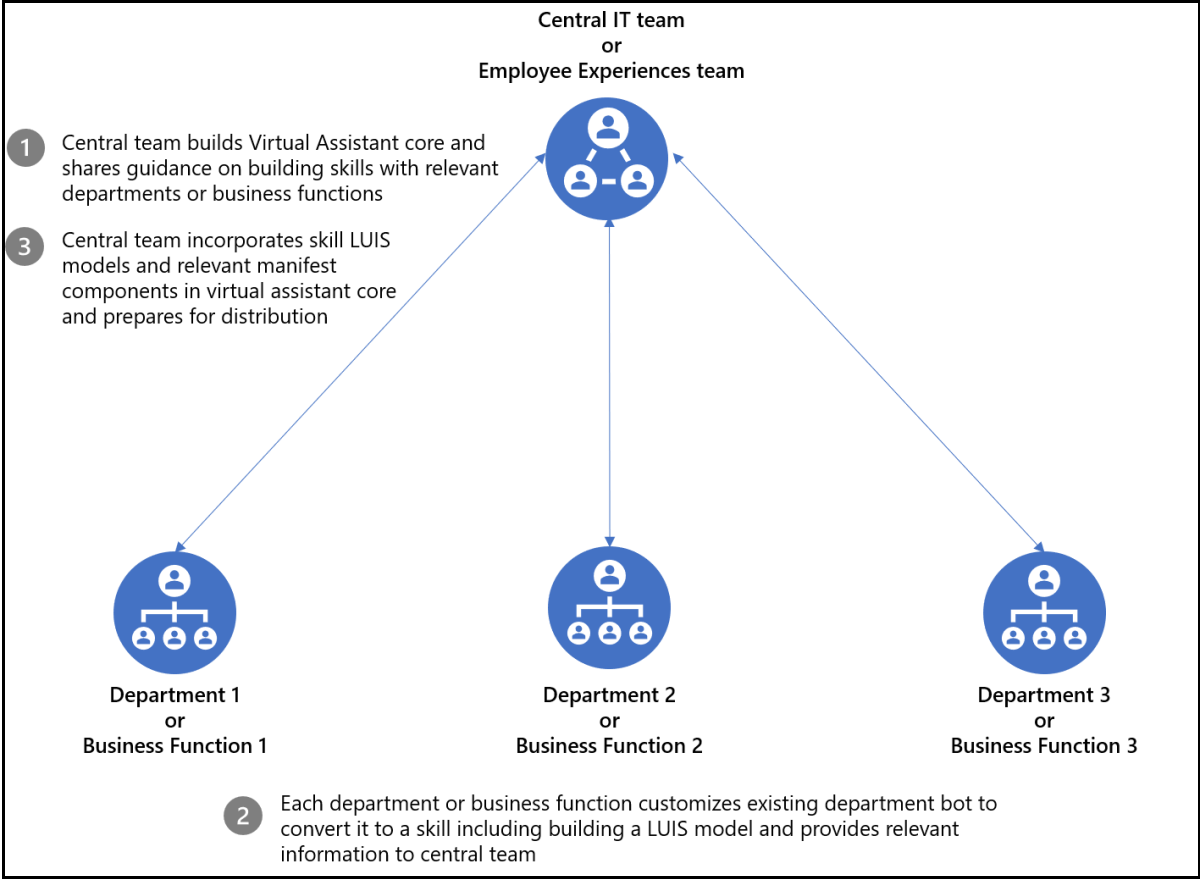 Central IT team
or
Employee Experiences team
1
Central team builds Virtual Assistant core and
shares guidance on building skills with relevant
departments or business functions
3
Central team incorporates skill LUIS
models and relevant manifest
components in virtual assistant core
and prepares for distribution
Department 1
or
Business Function 1
Department 2
or
Business Function 2
Department 3
or
Business Function 3
2
Each department or business function customizes existing department bot to
convert it to a skill including building a LUIS model and provides relevant
information to central team